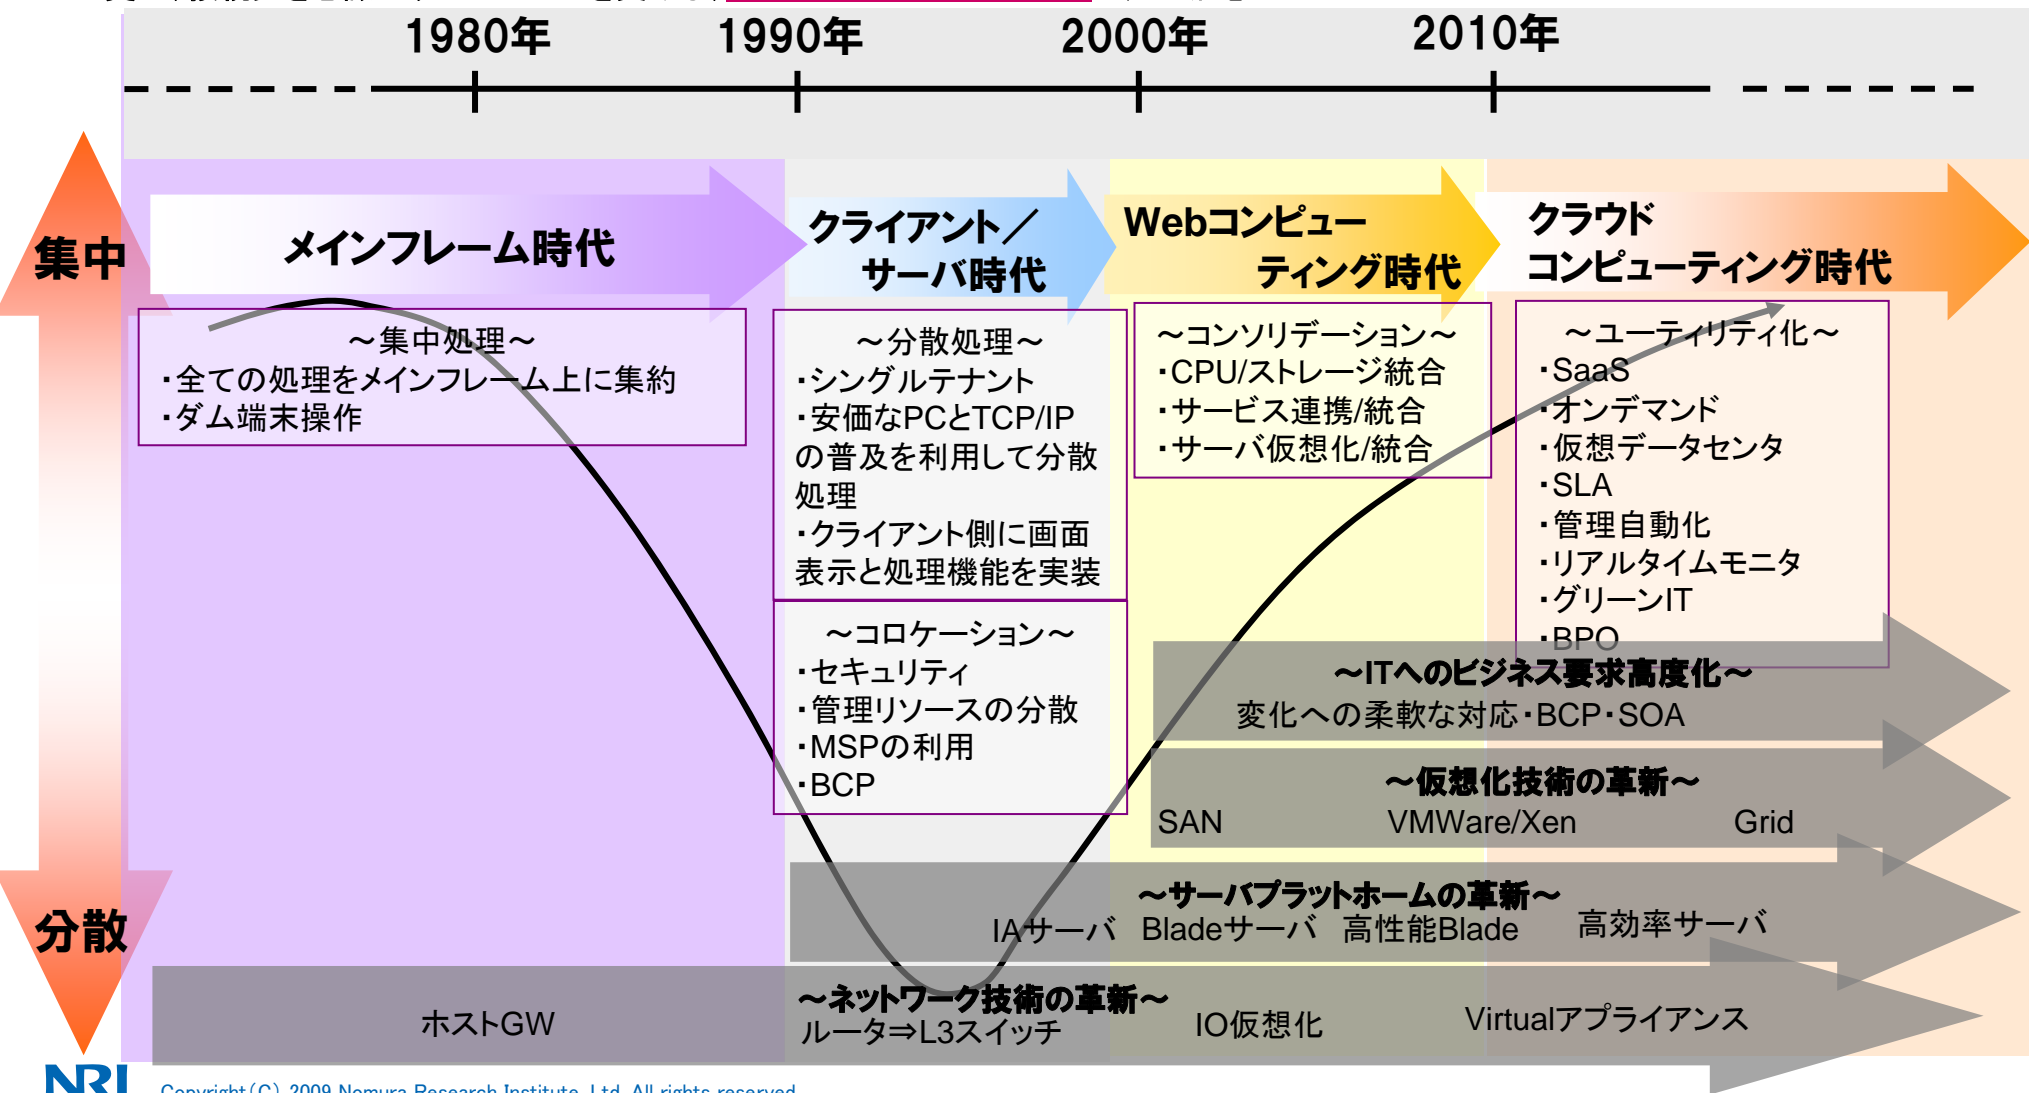 1980年
1990年
2000年
2010年
集中
分散
メインフレーム時代
クライアント／
サーバ時代
Webコンピュー
ティング時代
クラウド
コンピューティング時代
～集中処理～
・全ての処理をメインフレーム上に集約
・ダム端末操作
～分散処理～
・シングルテナント
・安価なPCとTCP/IP
の普及を利用して分散
処理
・クライアント側に画面
表示と処理機能を実装
～コロケーション～
・セキュリティ
・管理リソースの分散
・MSPの利用
・BCP
～コンソリデーション～
・CPU/ストレージ統合
・サービス連携/統合
・サーバ仮想化/統合
～ユーティリティ化～
・SaaS
・オンデマンド
・仮想データセンタ
・SLA
・管理自動化
・リアルタイムモニタ
・グリーンIT
・BPO
～ITへのビジネス要求高度化～
変化への柔軟な対応・BCP・SOA
～仮想化技術の革新～
SAN
VMWare/Xen
Grid
～サーバプラットホームの革新～
IAサーバ
Bladeサーバ
高性能Blade
高効率サーバ
～ネットワーク技術の革新～
ホストGW
ルータ⇒L3スイッチ
IO仮想化
Virtualアプライアンス
NRI
Copyright(C) 2009 Nomura Research Institute, Ltd. All rights reserved.